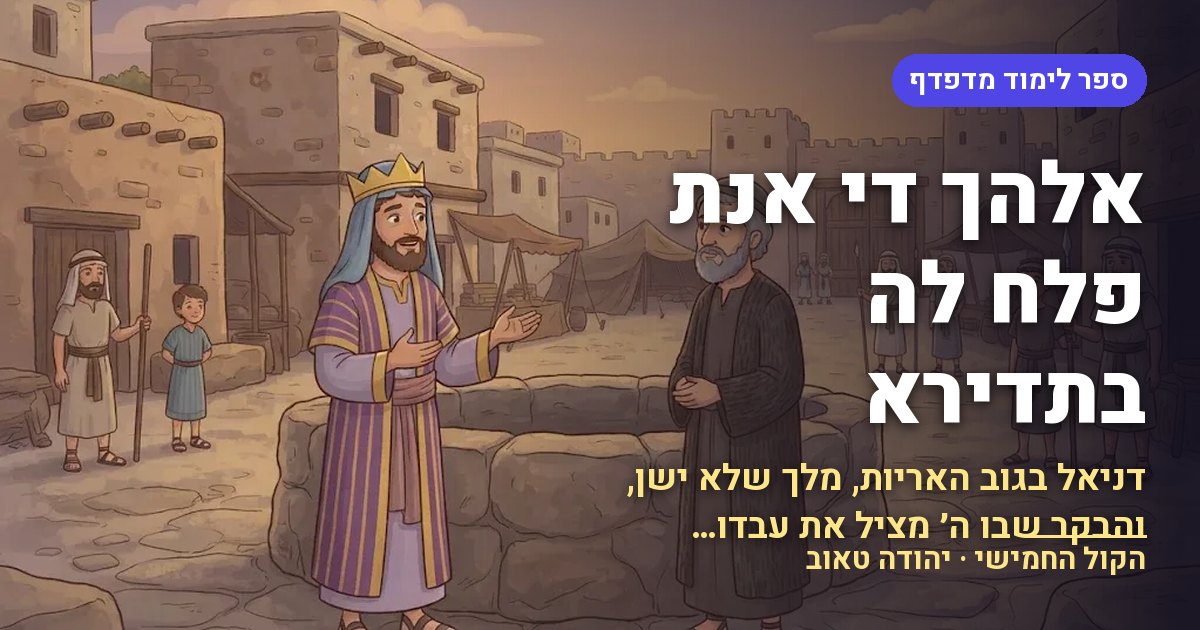 ספר לימוד מדפדף
אלהך די אנת
פלח לה
בתדירא
דניאל בגוב האריות, מלך שלא ישן,
והבקר שבו ה׳ מציל את עבדו...
הקול החמישי · יהודה טאוב